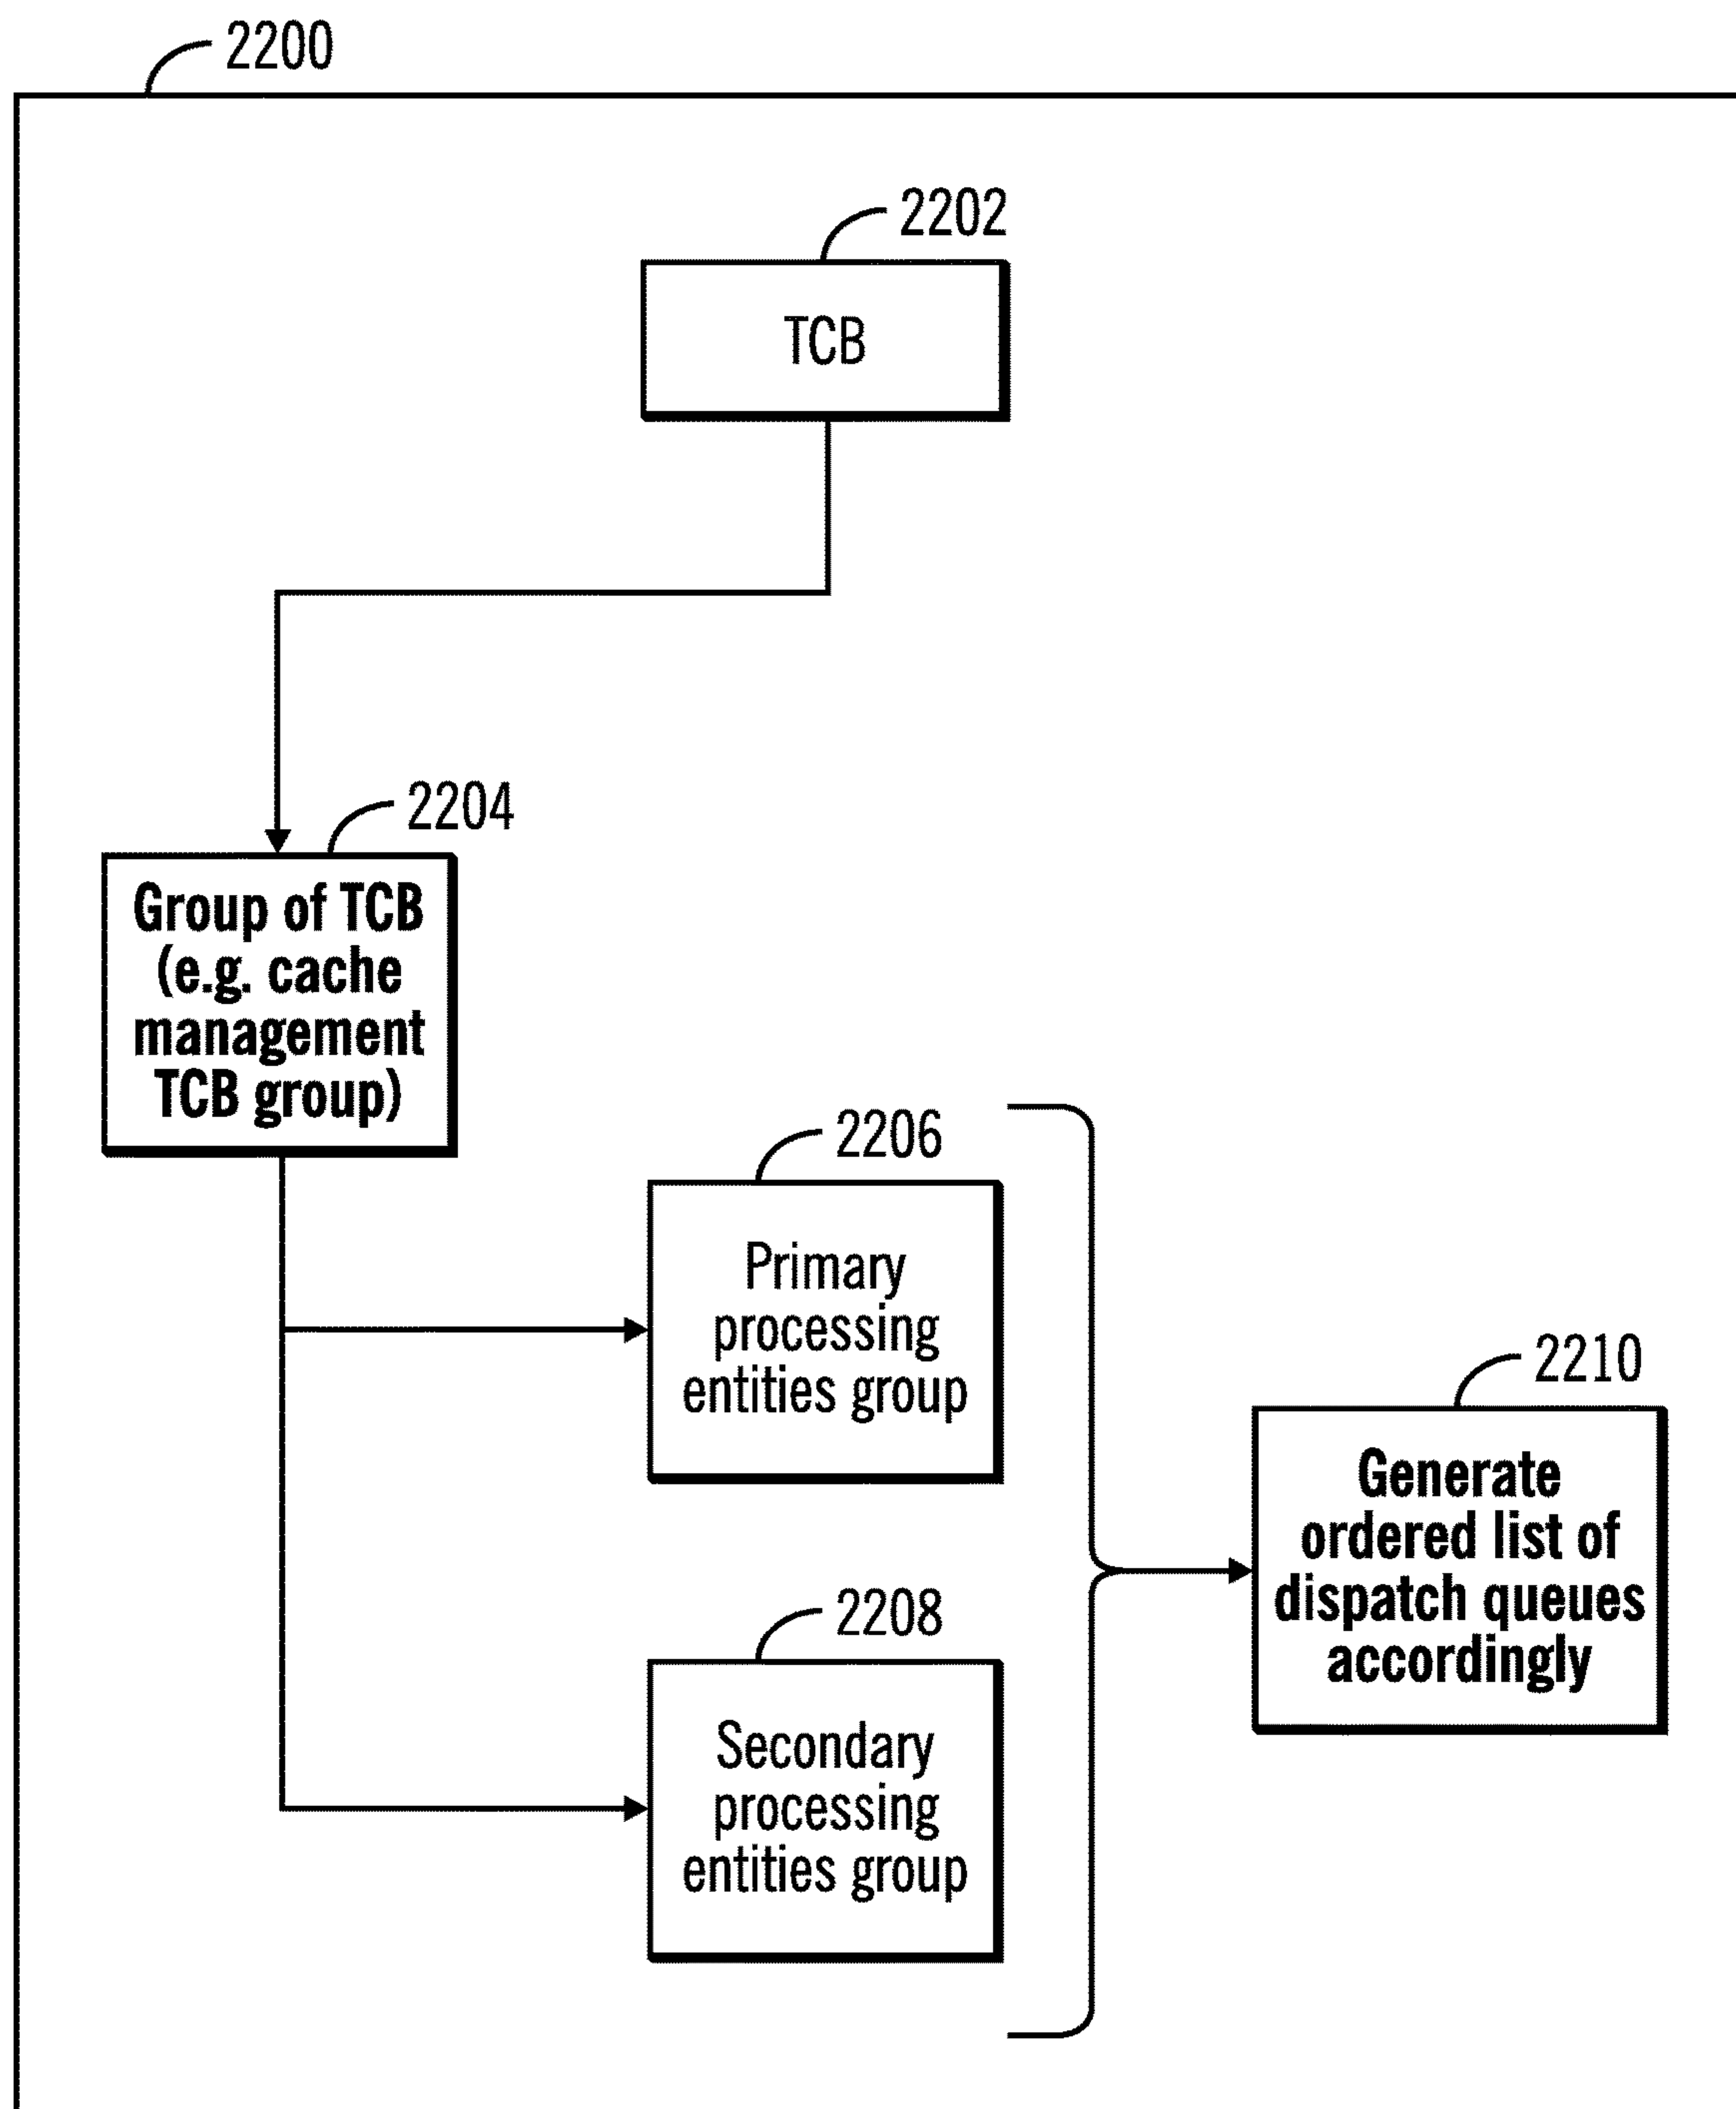 2200
2202
TCB
2204
Group of TCB
(e.g. cache
management
TCB group)
2206
Primary
processing
entities group
2210
Generate
ordered list of
dispatch queues
accordingly
2208
Secondary
processing
entities group